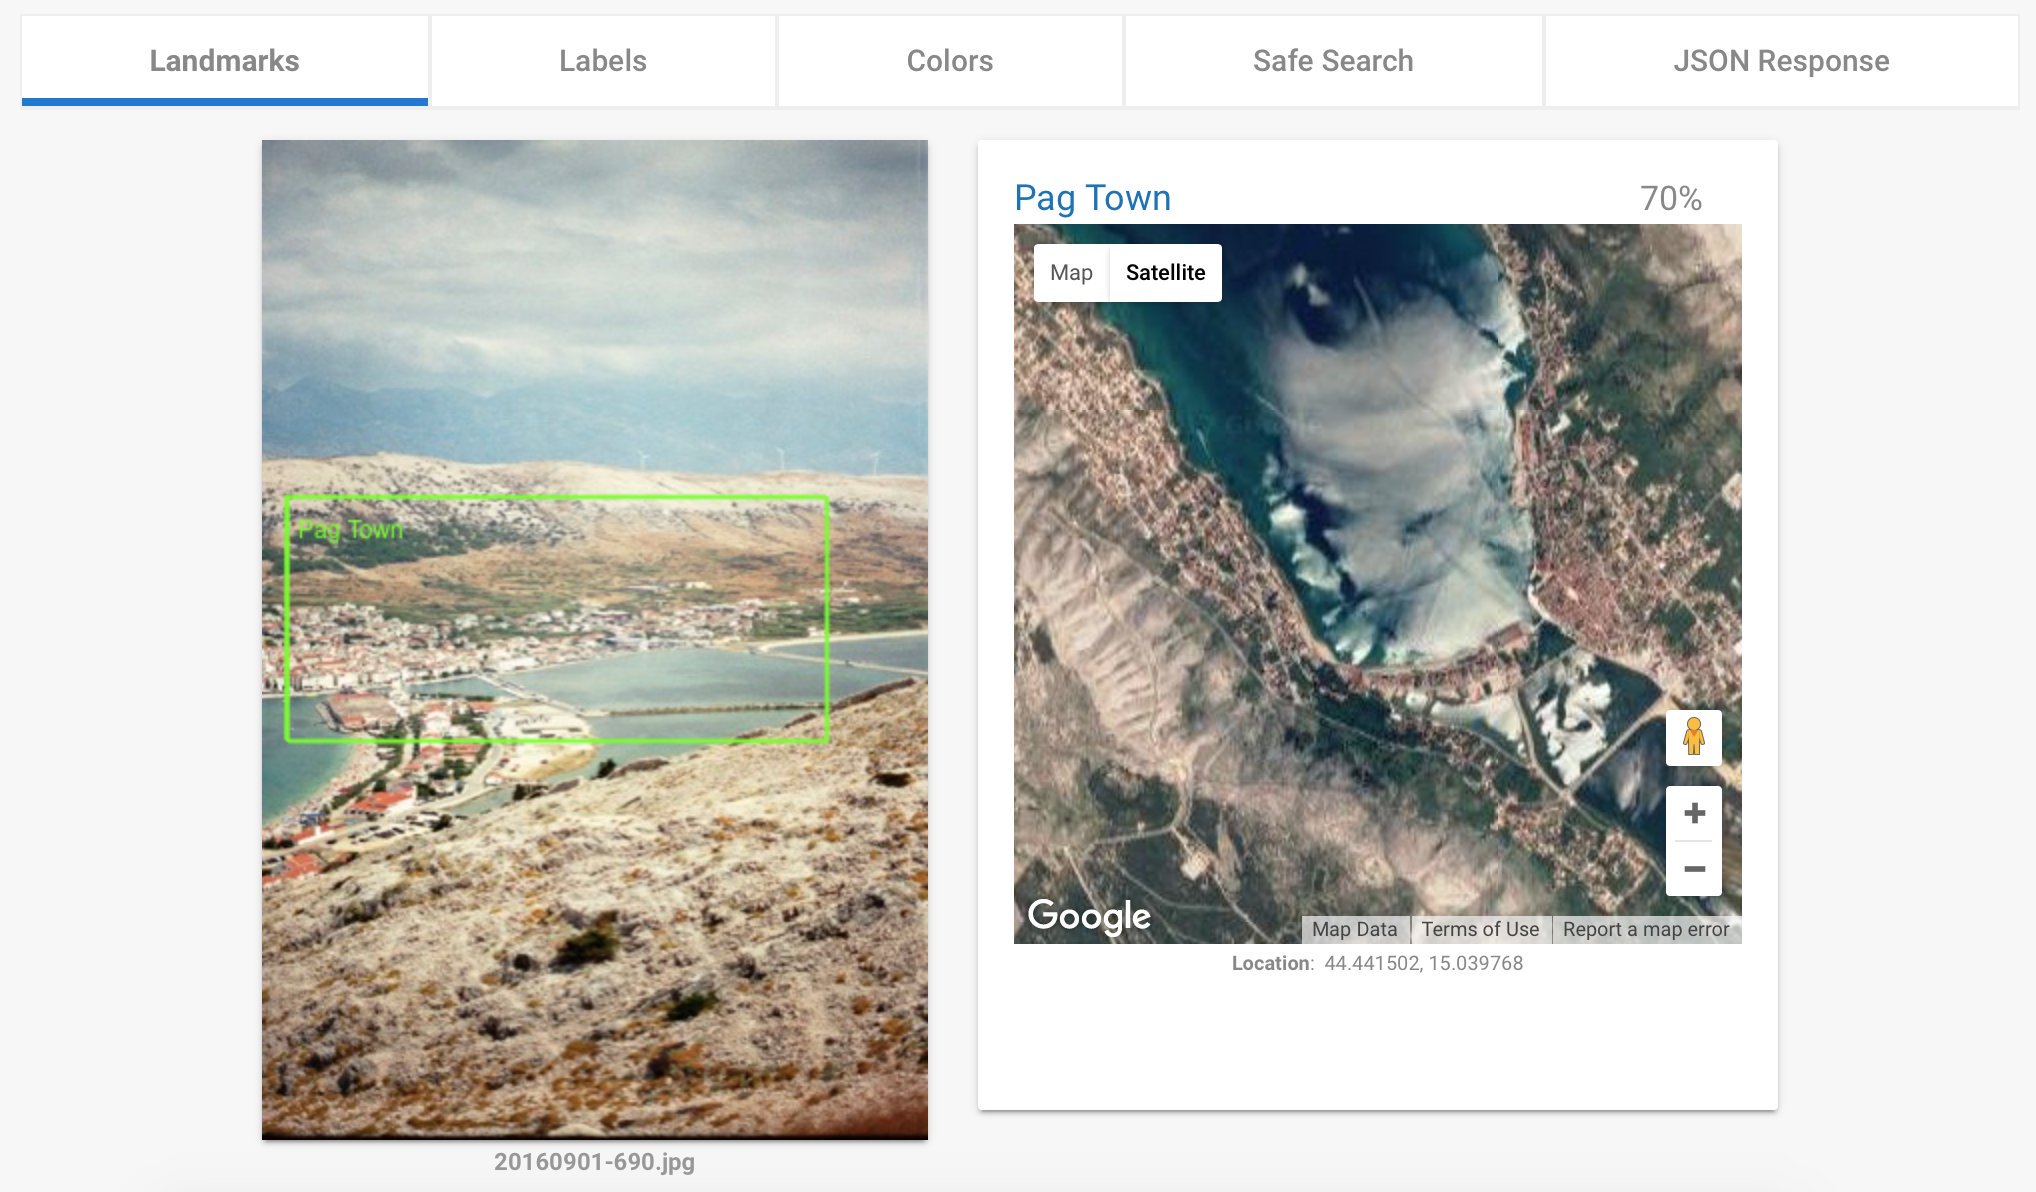 Landmarks
Labels
Colors
Safe Search
JSON Response
Pag Town
20160901-690.jpg
Pag Town
70%
Map
Satellite
Google
Map Data
Terms of Use
Report a map error
Location: 44.441502, 15.039768